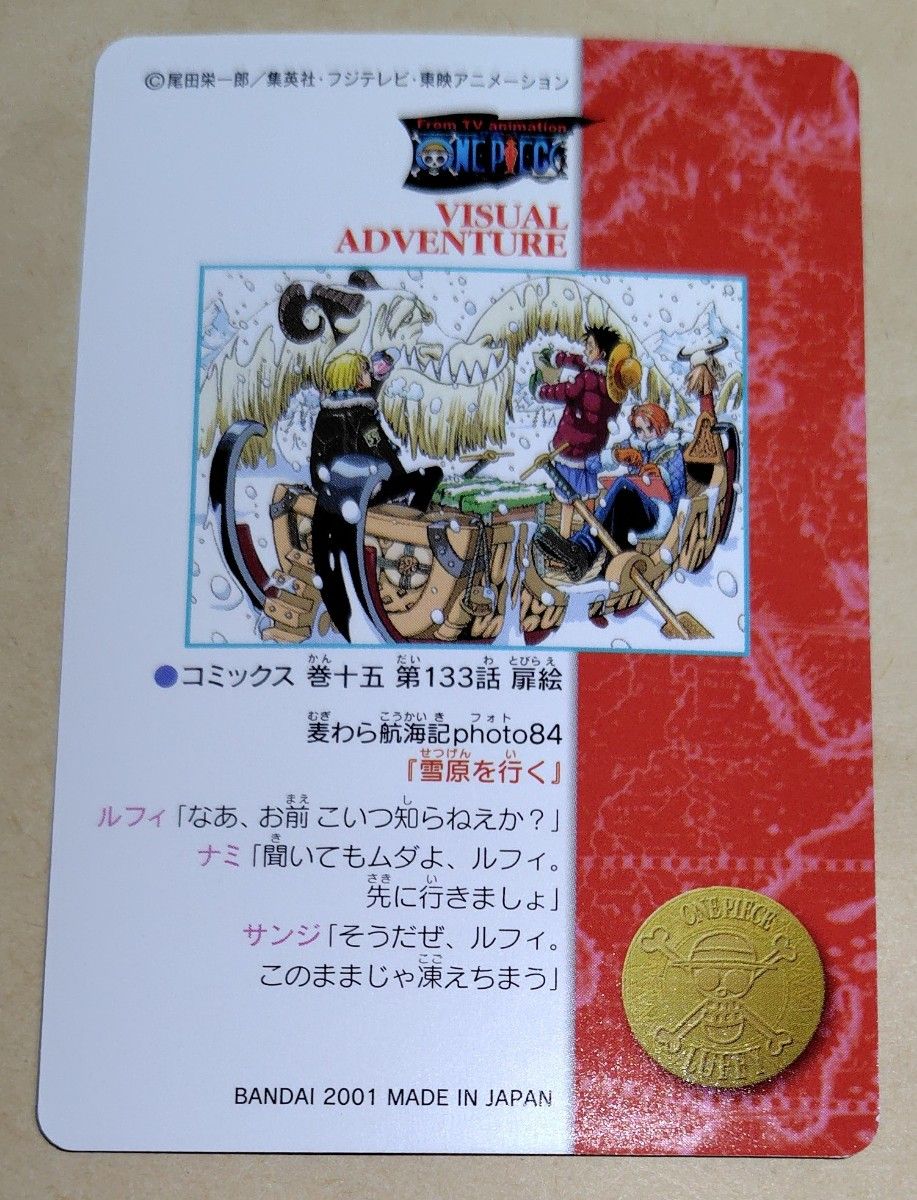 ©尾田栄一郎／集英社・フジテレビ・東映アニメーション
From TV animation
ONE PIECE
VISUAL
ADVENTURE
●コミックス 巻十五 第133話 扉絵
麦わら航海記photo84
『雪原を行く』
ルフィ「なあ、お前 こいつ知らねえか？」
ナミ「聞いてもムダよ、ルフィ。
先に行きましょ」
サンジ「そうだぜ、ルフィ。
このままじゃ凍えちまう」
ONE PIECE
LUFFY
BANDAI 2001 MADE IN JAPAN